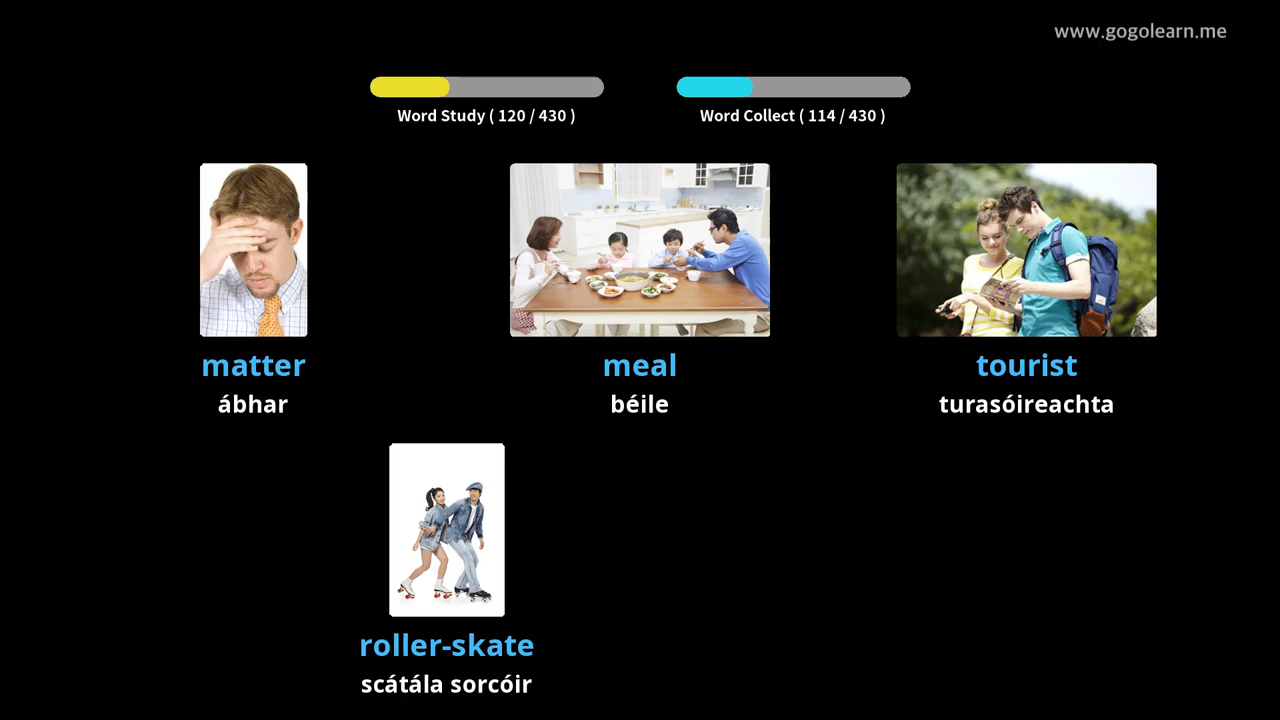 www.gogolearn.me
Word Study ( 120 / 430 )
Word Collect ( 114 / 430 )
matter
ábhar
meal
béile
tourist
turasóireachta
roller-skate
scátála sorcóir